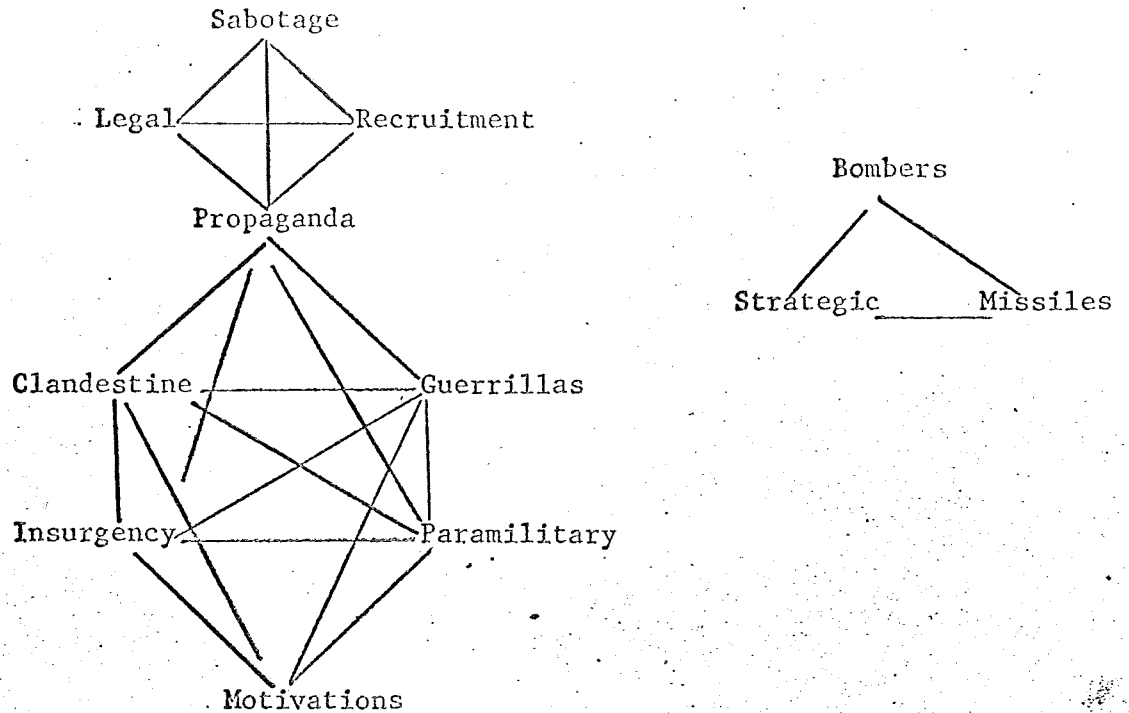 Sabotage
Legal Recruitment
Propaganda
Clandestine Guerrillas
Insurgency Paramilitary
Motivations
Bombers
Strategic Missiles